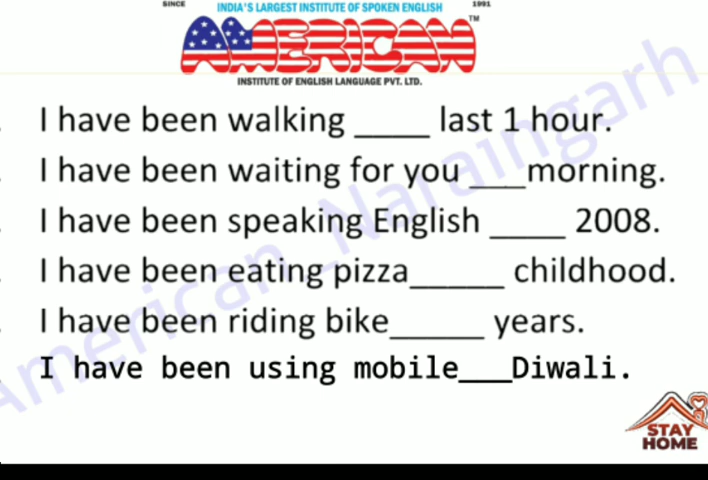 SINCE INDIA'S LARGEST INSTITUTE OF SPOKEN ENGLISH 1991
AMERICAN TM
INSTITUTE OF ENGLISH LANGUAGE PVT. LTD.
I have been walking ____ last 1 hour.
I have been waiting for you ___morning.
I have been speaking English ____ 2008.
I have been eating pizza_____ childhood.
I have been riding bike_____ years.
I have been using mobile___Diwali.
American_Naraingarh
STAY
HOME